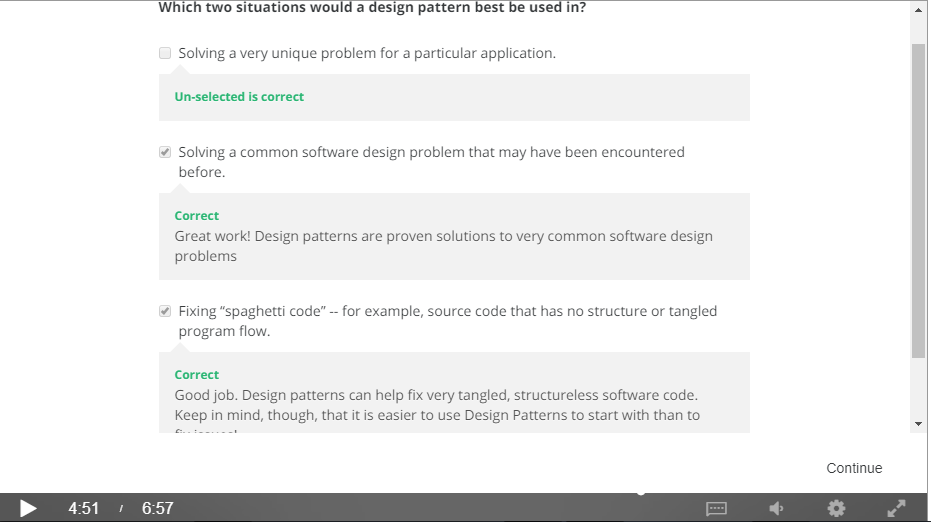 Which two situations would a design pattern best be used in?
Solving a very unique problem for a particular application.
Un-selected is correct
Solving a common software design problem that may have been encountered
before.
Correct
Great work! Design patterns are proven solutions to very common software design
problems
Fixing “spaghetti code” -- for example, source code that has no structure or tangled
program flow.
Correct
Good job. Design patterns can help fix very tangled, structureless software code.
Keep in mind, though, that it is easier to use Design Patterns to start with than to
Continue
4:51 / 6:57